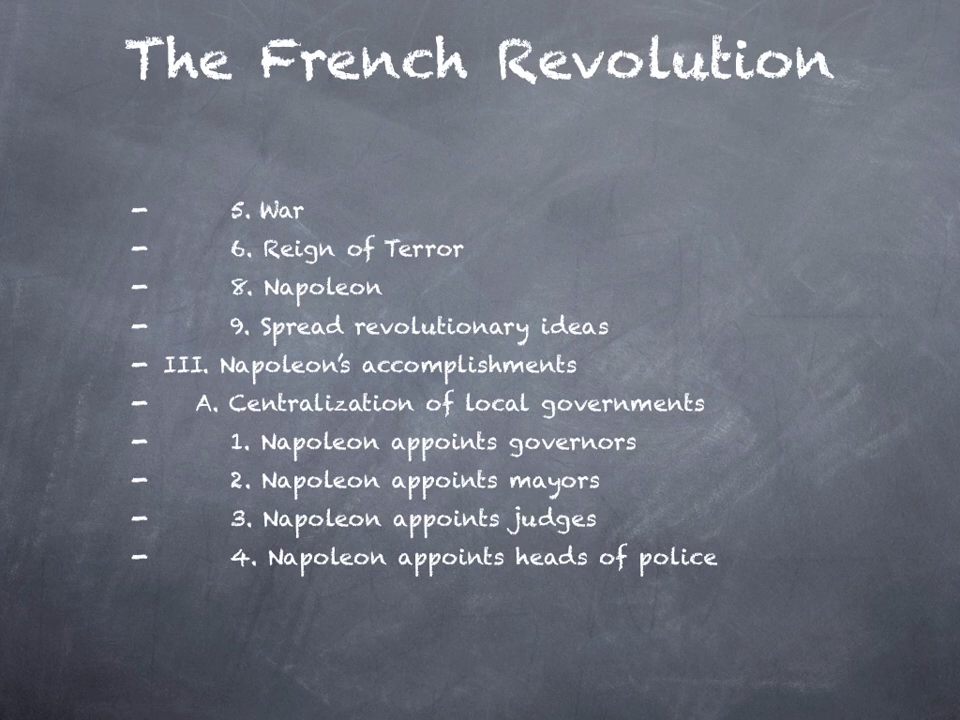 The French Revolution
- 5. War
- 6. Reign of Terror
- 8. Napoleon
- 9. Spread revolutionary ideas
- III. Napoleon's accomplishments
- A. Centralization of local governments
- 1. Napoleon appoints governors
- 2. Napoleon appoints mayors
- 3. Napoleon appoints judges
- 4. Napoleon appoints heads of police